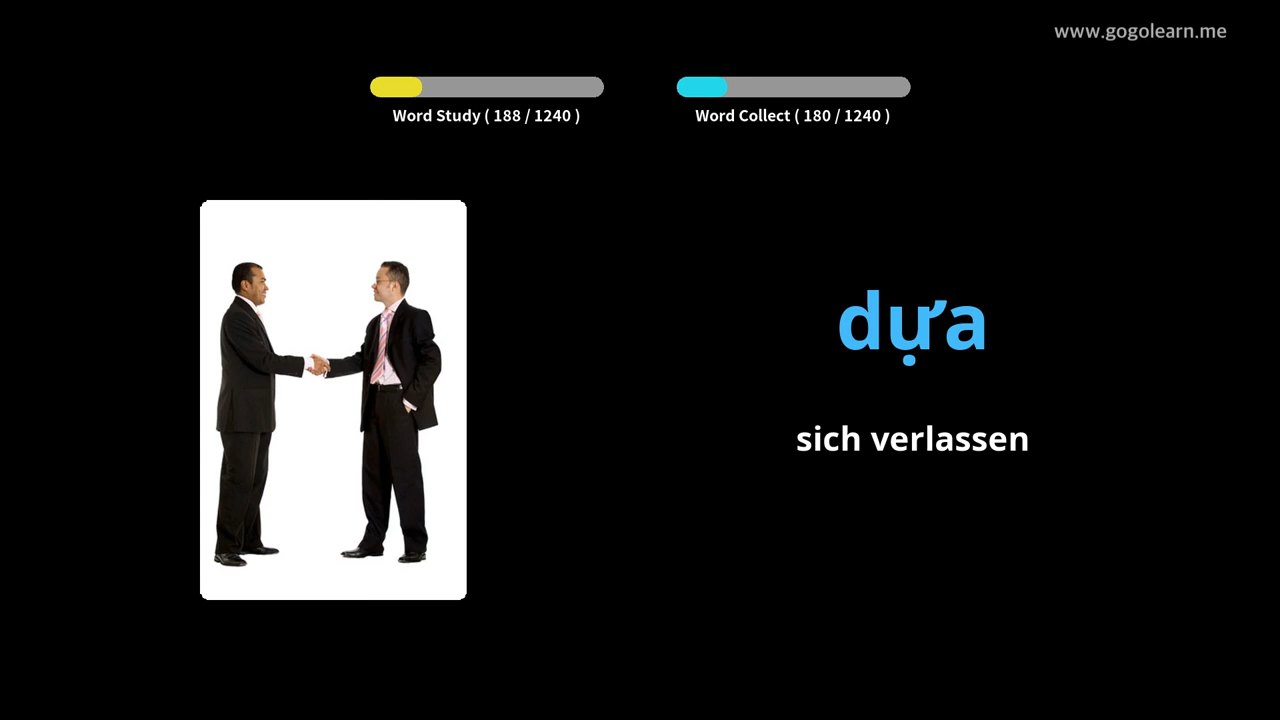 www.gogolearn.me
Word Study ( 188 / 1240 )
Word Collect ( 180 / 1240 )
dựa
sich verlassen